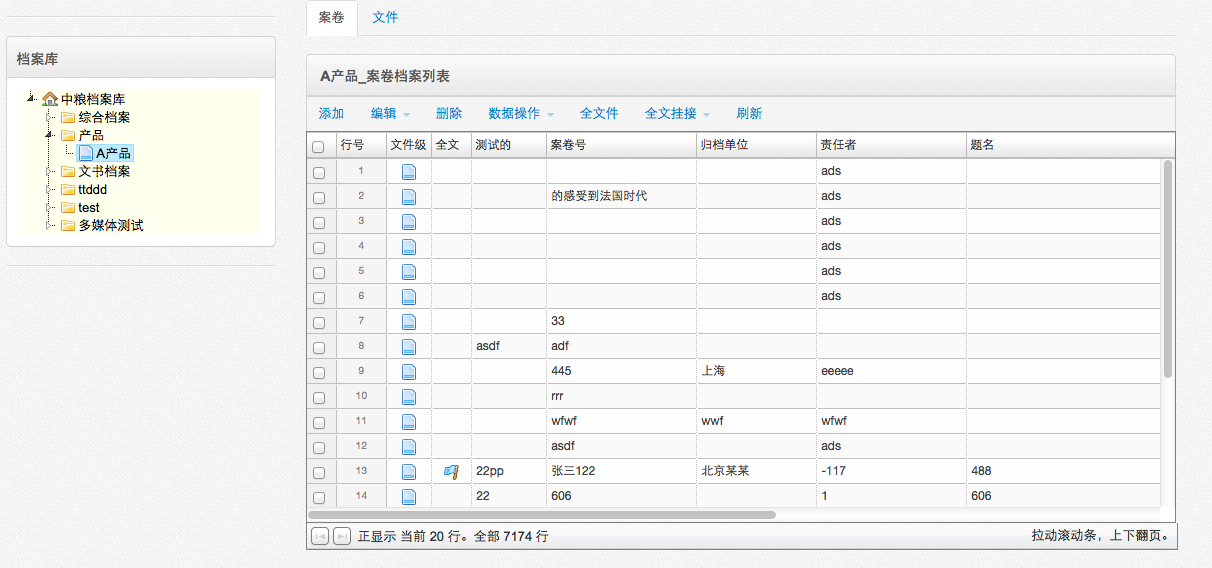 案卷 文件
档案库
中粮档案库
综合档案
产品
A产品
文书档案
ttddd
test
多媒体测试
A产品_案卷档案列表
添加 编辑 删除 数据操作 全文件 全文挂接 刷新
行号 文件级 全文 测试的 案卷号 归档单位 责任者 题名
1 ads
2 的感受到法国时代 ads
3 ads
4 ads
5 ads
6 ads
7 33
8 asdf adf
9 445 上海 eeeee
10 rrr
11 wfwf wwf wfwf
12 asdf ads
13 22pp 张三122 北京某某 -117 488
14 22 606 1 606
正显示 当前 20 行。全部 7174 行 拉动滚动条，上下翻页。